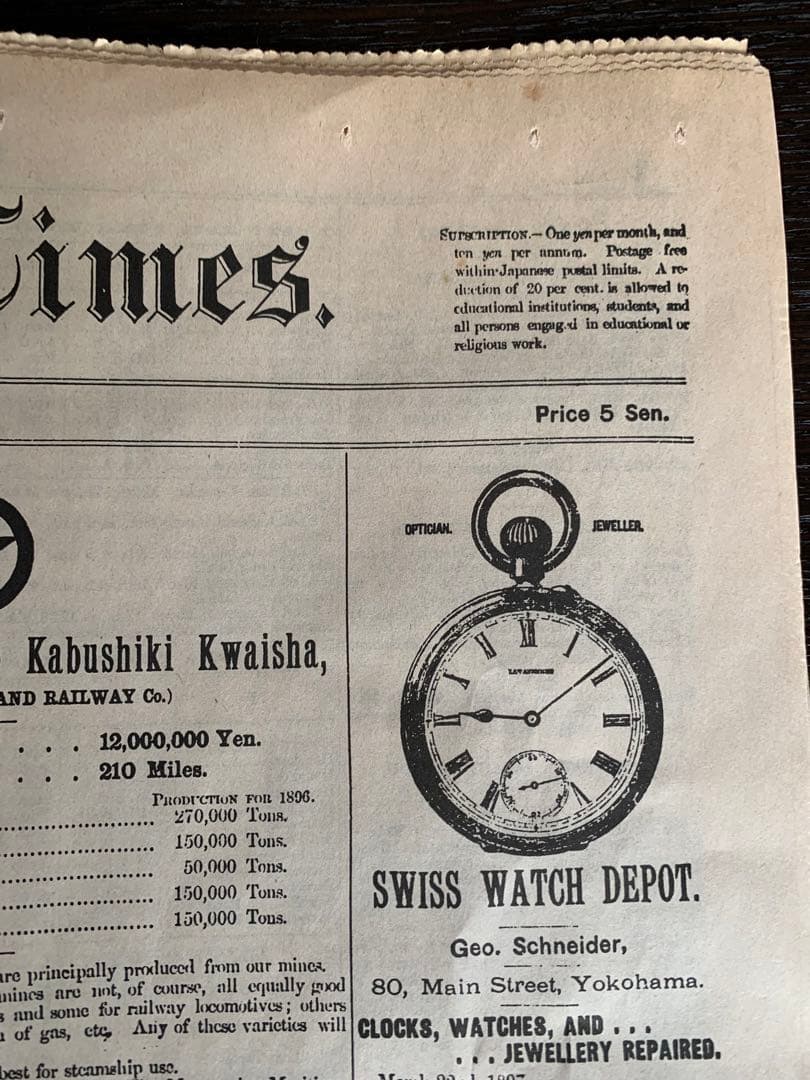 Times.
SUPSCRIPTION.— One yen per month, and
ten yen per annum. Postage free
within Japanese postal limits. A re-
duction of 20 per cent. is allowed to
educational institutions, students, and
all persons engaged in educational or
religious work.
Price 5 Sen.
Kabushiki Kwaisha,
AND RAILWAY Co.)
. . . 12,000,000 Yen.
. . . 210 Miles.
PRODUCTION FOR 1896.
270,000 Tons.
150,000 Tons.
50,000 Tons.
150,000 Tons.
150,000 Tons.
are principally produced from our mines.
mines are not, of course, all equally good
and some for railway locomotives; others
of gas, etc, Any of these varieties will
best for steamship use.
OPTICIAN. JEWELLER.
SWISS WATCH DEPOT.
Geo. Schneider,
80, Main Street, Yokohama.
CLOCKS, WATCHES, AND . . .
. . . JEWELLERY REPAIRED.